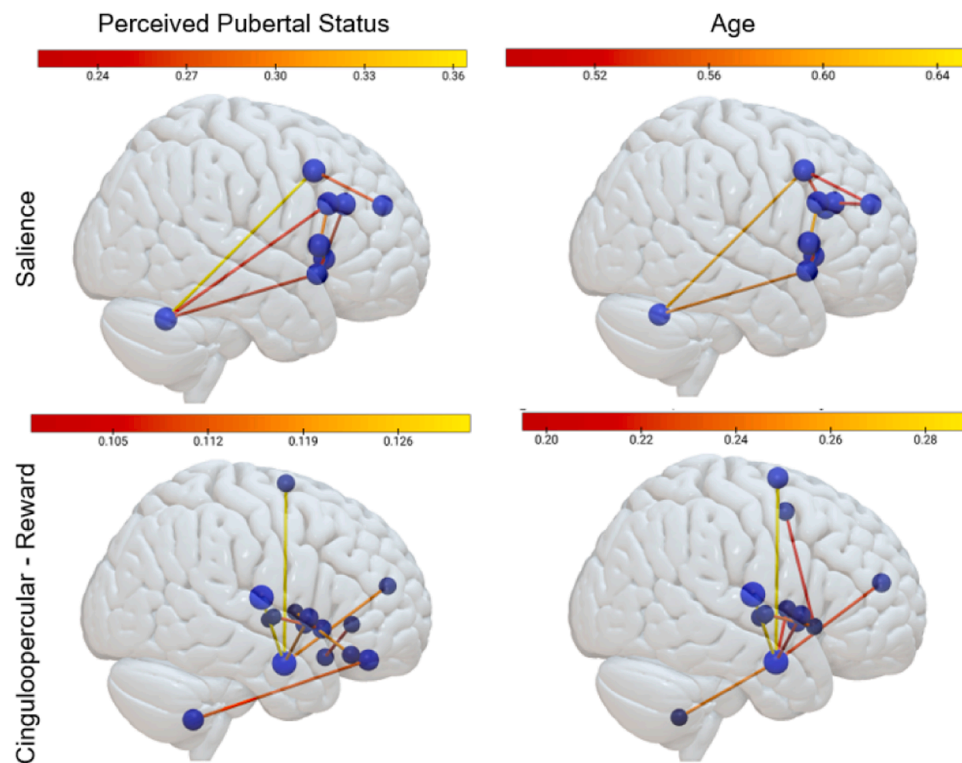 Perceived Pubertal Status
Age
0.24 0.27 0.30 0.33 0.36
0.52 0.56 0.60 0.64
Salience
0.105 0.112 0.119 0.126
0.20 0.22 0.24 0.26 0.28
Cinguloopercular - Reward